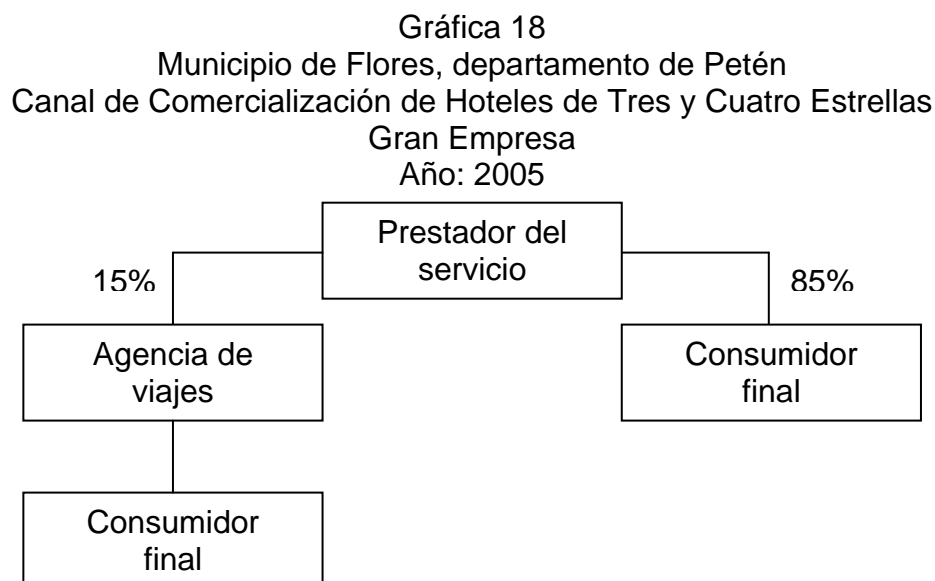 Gráfica 18
Municipio de Flores, departamento de Petén
Canal de Comercialización de Hoteles de Tres y Cuatro Estrellas
Gran Empresa
Año: 2005
Prestador del
servicio
15%
85%
Agencia de
viajes
Consumidor
final
Consumidor
final